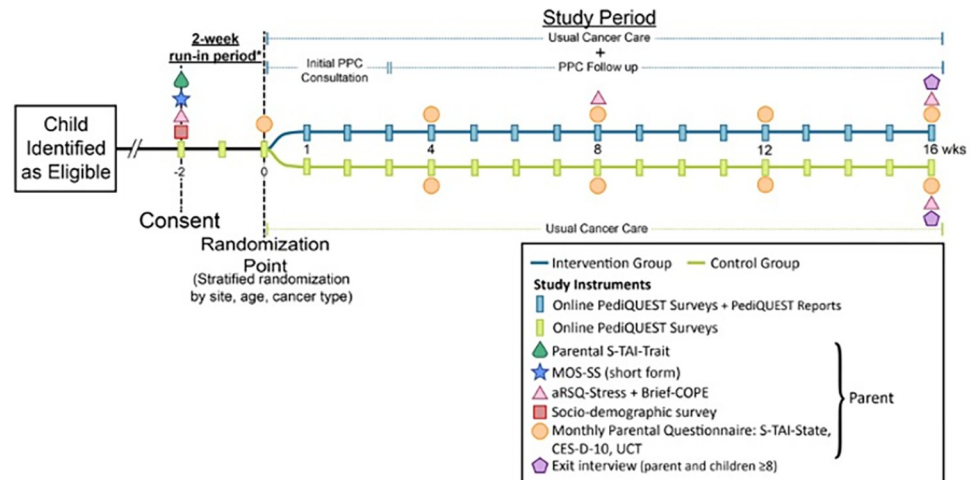 Study Period
2-week
run-in period*
Usual Cancer Care
+
Initial PPC
Consultation
PPC Follow up
Child
Identified
as Eligible
1
4
8
12
16 wks
-2
0
Consent
Usual Cancer Care
Randomization
Point
(Stratified randomization
by site, age, cancer type)
Intervention Group
Control Group
Study Instruments
Online PediQUEST Surveys + PediQUEST Reports
Online PediQUEST Surveys
Parental S-TAI-Trait
MOS-SS (short form)
aRSQ-Stress + Brief-COPE
Parent
Socio-demographic survey
Monthly Parental Questionnaire: S-TAI-State,
CES-D-10, UCT
Exit interview (parent and children ≥8)